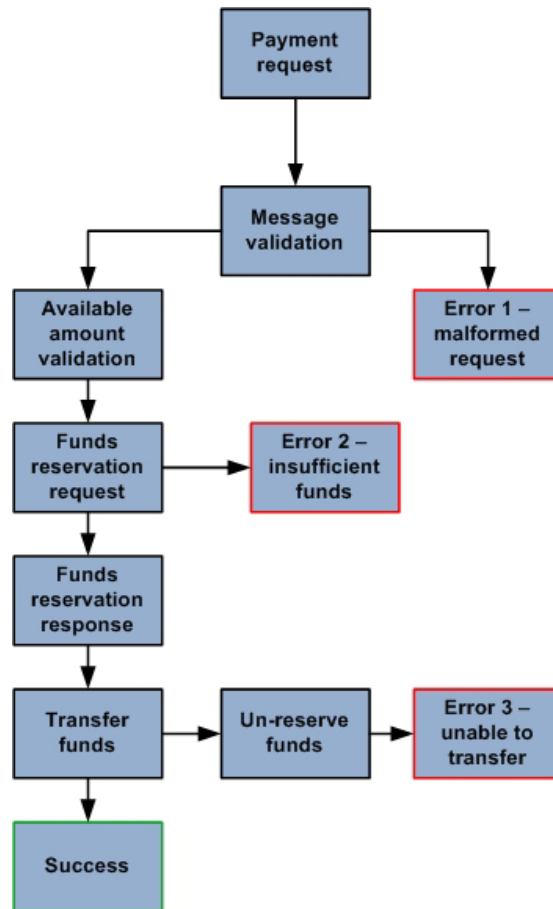 Payment
request
Message
validation
Available
amount
validation
Error 1 –
malformed
request
Funds
reservation
request
Error 2 –
insufficient
funds
Funds
reservation
response
Transfer
funds
Un-reserve
funds
Error 3 –
unable to
transfer
Success